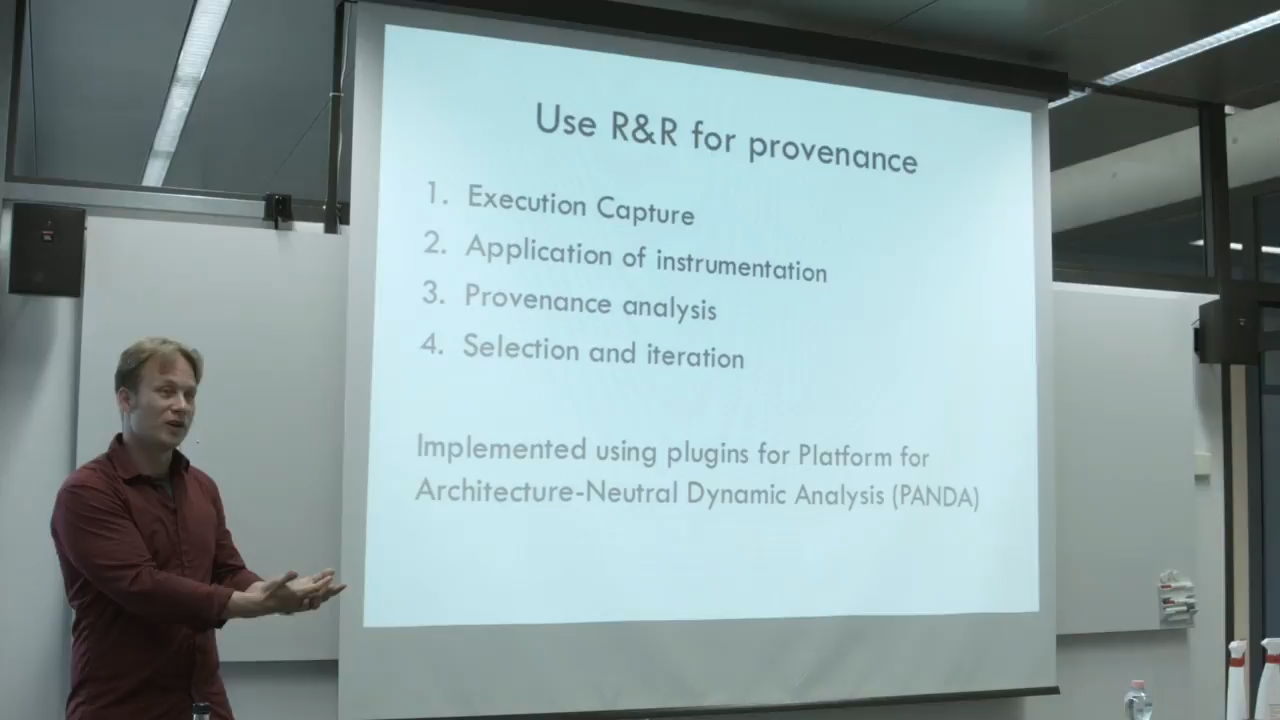 Use R&R for provenance
1. Execution Capture
2. Application of instrumentation
3. Provenance analysis
4. Selection and iteration
Implemented using plugins for Platform for
Architecture-Neutral Dynamic Analysis (PANDA)